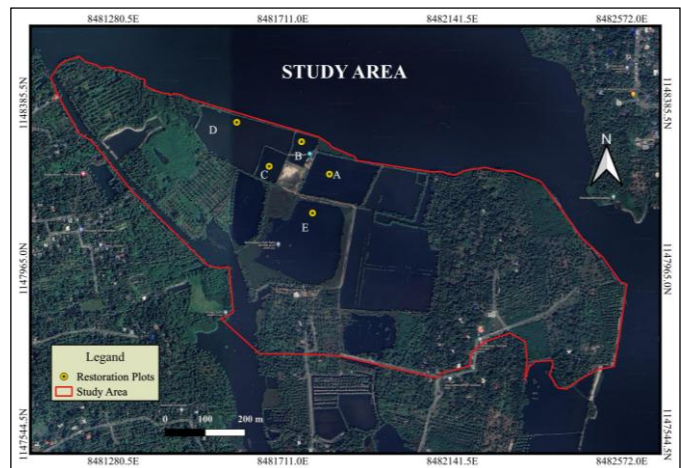 8481280.5E 8481711.0E 8482141.5E 8482572.0E
STUDY AREA
1148385.5N 1148385.5N
N
D
B
C
A
E
1147965.0N 1147965.0N
Legand
Restoration Plots
Study Area
0 100 200 m
1147544.5N 1147544.5N
8481280.5E 8481711.0E 8482141.5E 8482572.0E